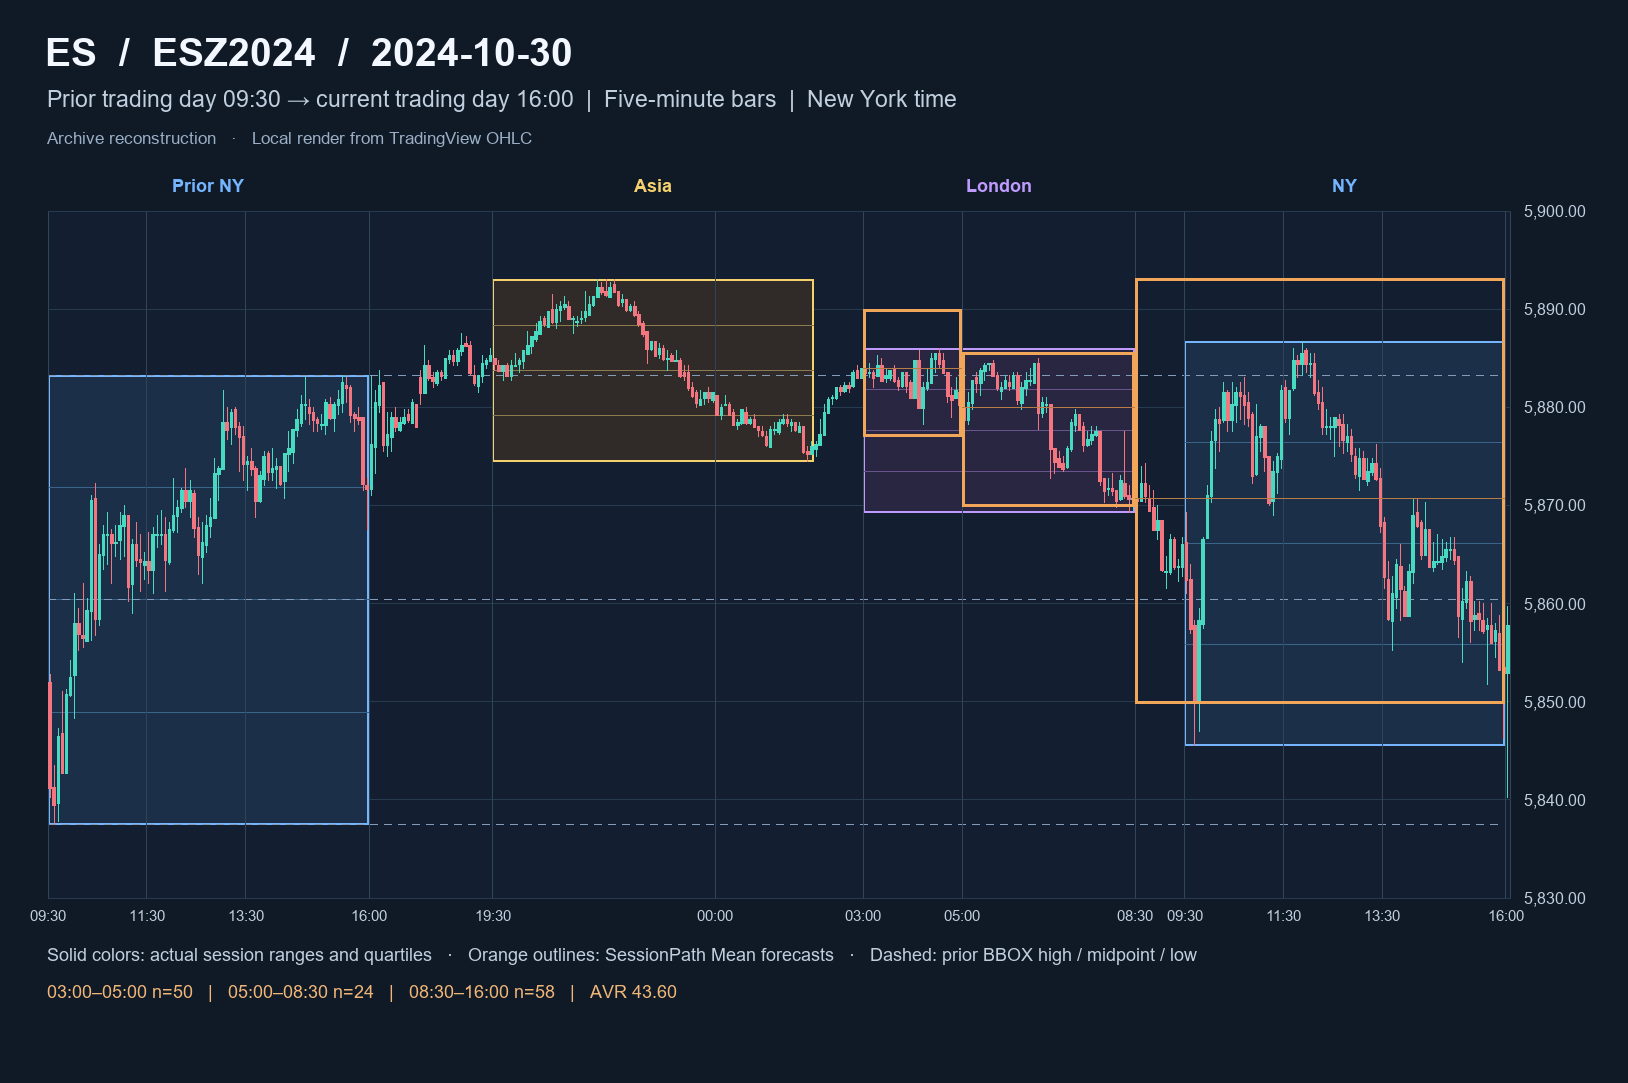 ES / ESZ2024 / 2024-10-30
Prior trading day 09:30 → current trading day 16:00 | Five-minute bars | New York time
Archive reconstruction · Local render from TradingView OHLC
Prior NY Asia London NY
5,900.00
5,890.00
5,880.00
5,870.00
5,860.00
5,850.00
5,840.00
5,830.00
09:30 11:30 13:30 16:00 19:30 00:00 03:00 05:00 08:30 09:30 11:30 13:30 16:00
Solid colors: actual session ranges and quartiles · Orange outlines: SessionPath Mean forecasts · Dashed: prior BBOX high / midpoint / low
03:00–05:00 n=50 | 05:00–08:30 n=24 | 08:30–16:00 n=58 | AVR 43.60